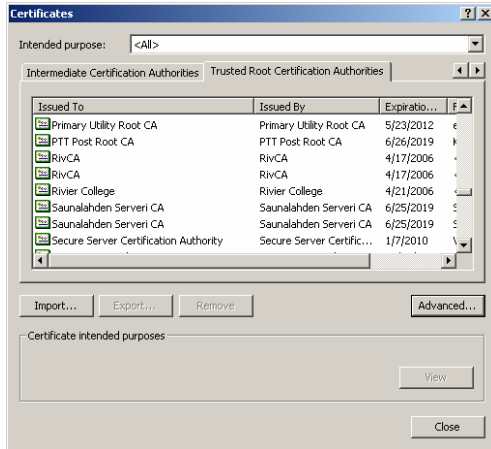 Certificates
Intended purpose: <All>
Intermediate Certification Authorities Trusted Root Certification Authorities
Issued To Issued By Expiratio... F
Primary Utility Root CA Primary Utility Root CA 5/23/2012 e
PTT Post Root CA PTT Post Root CA 6/26/2019 K
RivCA RivCA 4/17/2006 <
RivCA RivCA 4/17/2006 <
Rivier College Rivier College 4/21/2006 <
Saunalahden Serveri CA Saunalahden Serveri CA 6/25/2019 S
Saunalahden Serveri CA Saunalahden Serveri CA 6/25/2019 S
Secure Server Certification Authority Secure Server Certific... 1/7/2010 V
Import... Export... Remove Advanced...
Certificate intended purposes
View
Close